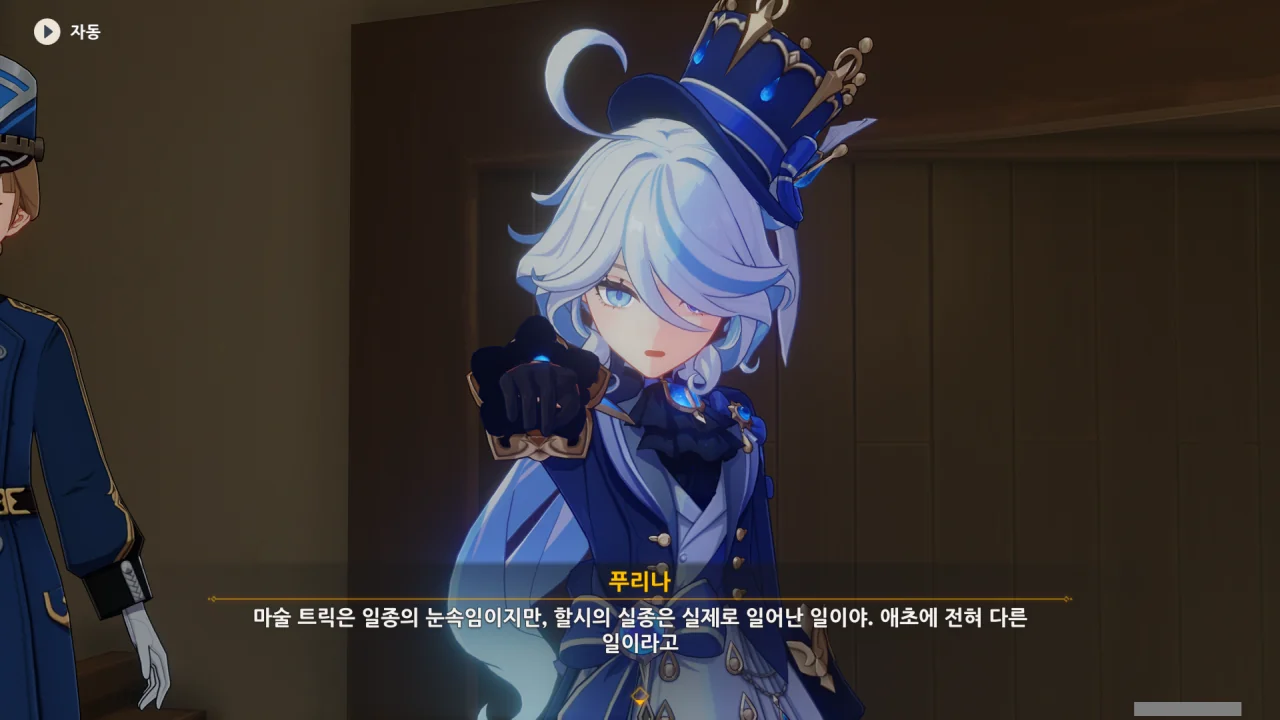 자동
푸리나
마술 트릭은 일종의 눈속임이지만, 할시의 실종은 실제로 일어난 일이야. 애초에 전혀 다른
일이라고